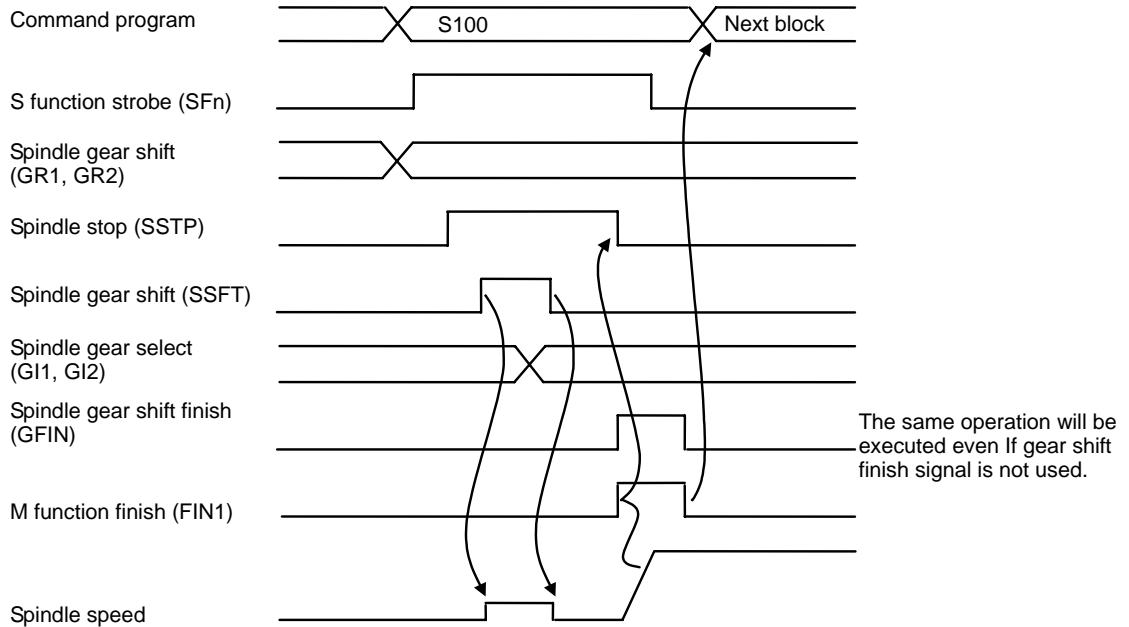 Command program
S100
Next block
S function strobe (SFn)
Spindle gear shift
(GR1, GR2)
Spindle stop (SSTP)
Spindle gear shift (SSFT)
Spindle gear select
(GI1, GI2)
Spindle gear shift finish
(GFIN)
The same operation will be
executed even If gear shift
finish signal is not used.
M function finish (FIN1)
Spindle speed